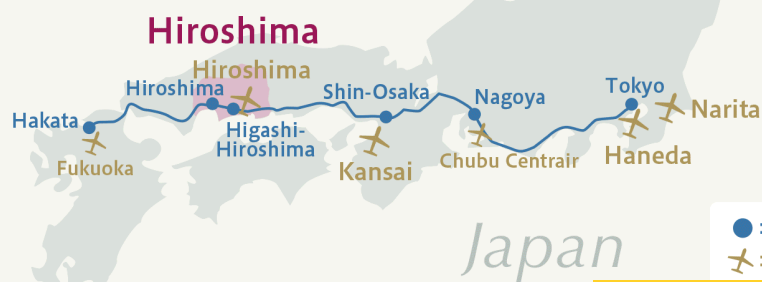 Hiroshima
Hiroshima
Hiroshima
Shin-Osaka
Tokyo
Nagoya
Narita
Hakata
Higashi-
Hiroshima
Fukuoka
Kansai
Chubu Centrair
Haneda
Japan